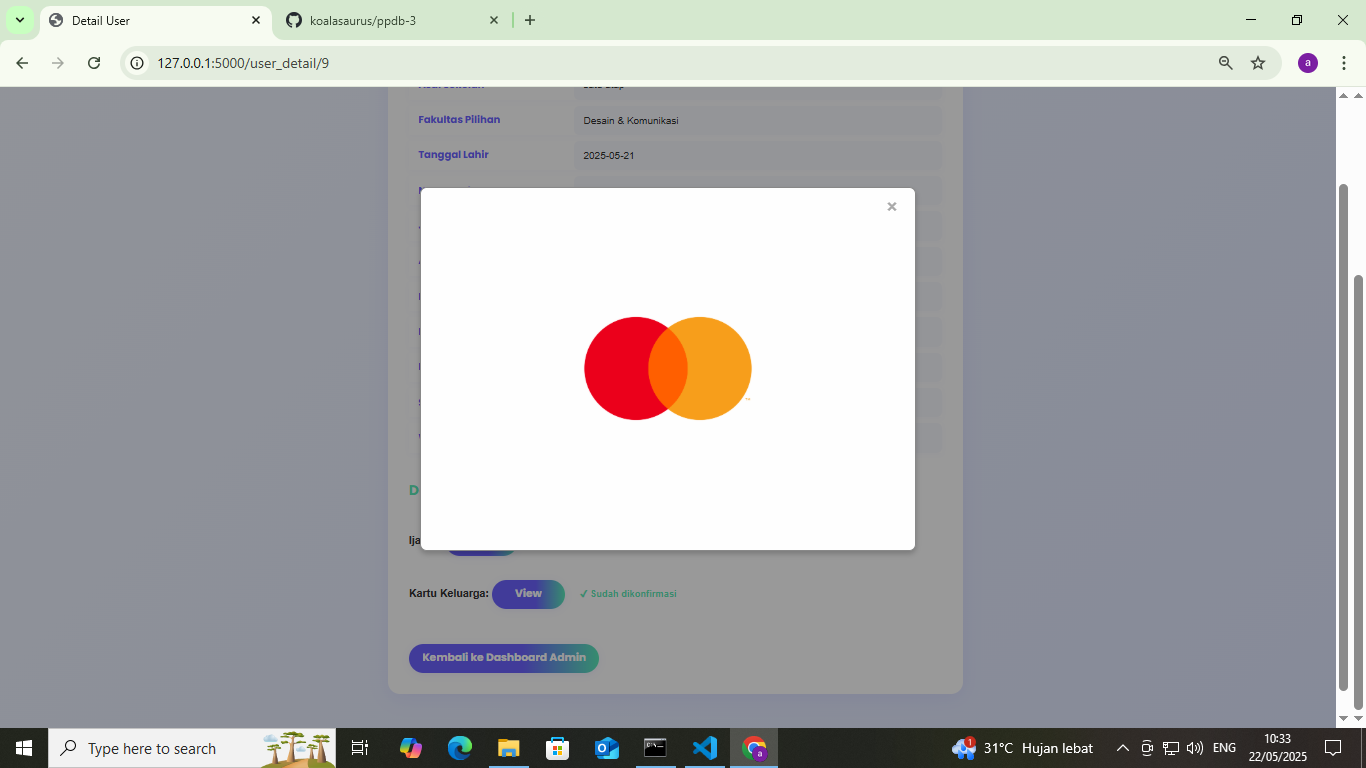 Detail User
koalasaurus/ppdb-3
127.0.0.1:5000/user_detail/9
a
Fakultas Pilihan
Desain & Komunikasi
Tanggal Lahir
2025-05-21
×
D
Ija
Kartu Keluarga:
View
✓ Sudah dikonfirmasi
Kembali ke Dashboard Admin
Type here to search
a
1
31°C Hujan lebat
ENG
10:33
22/05/2025